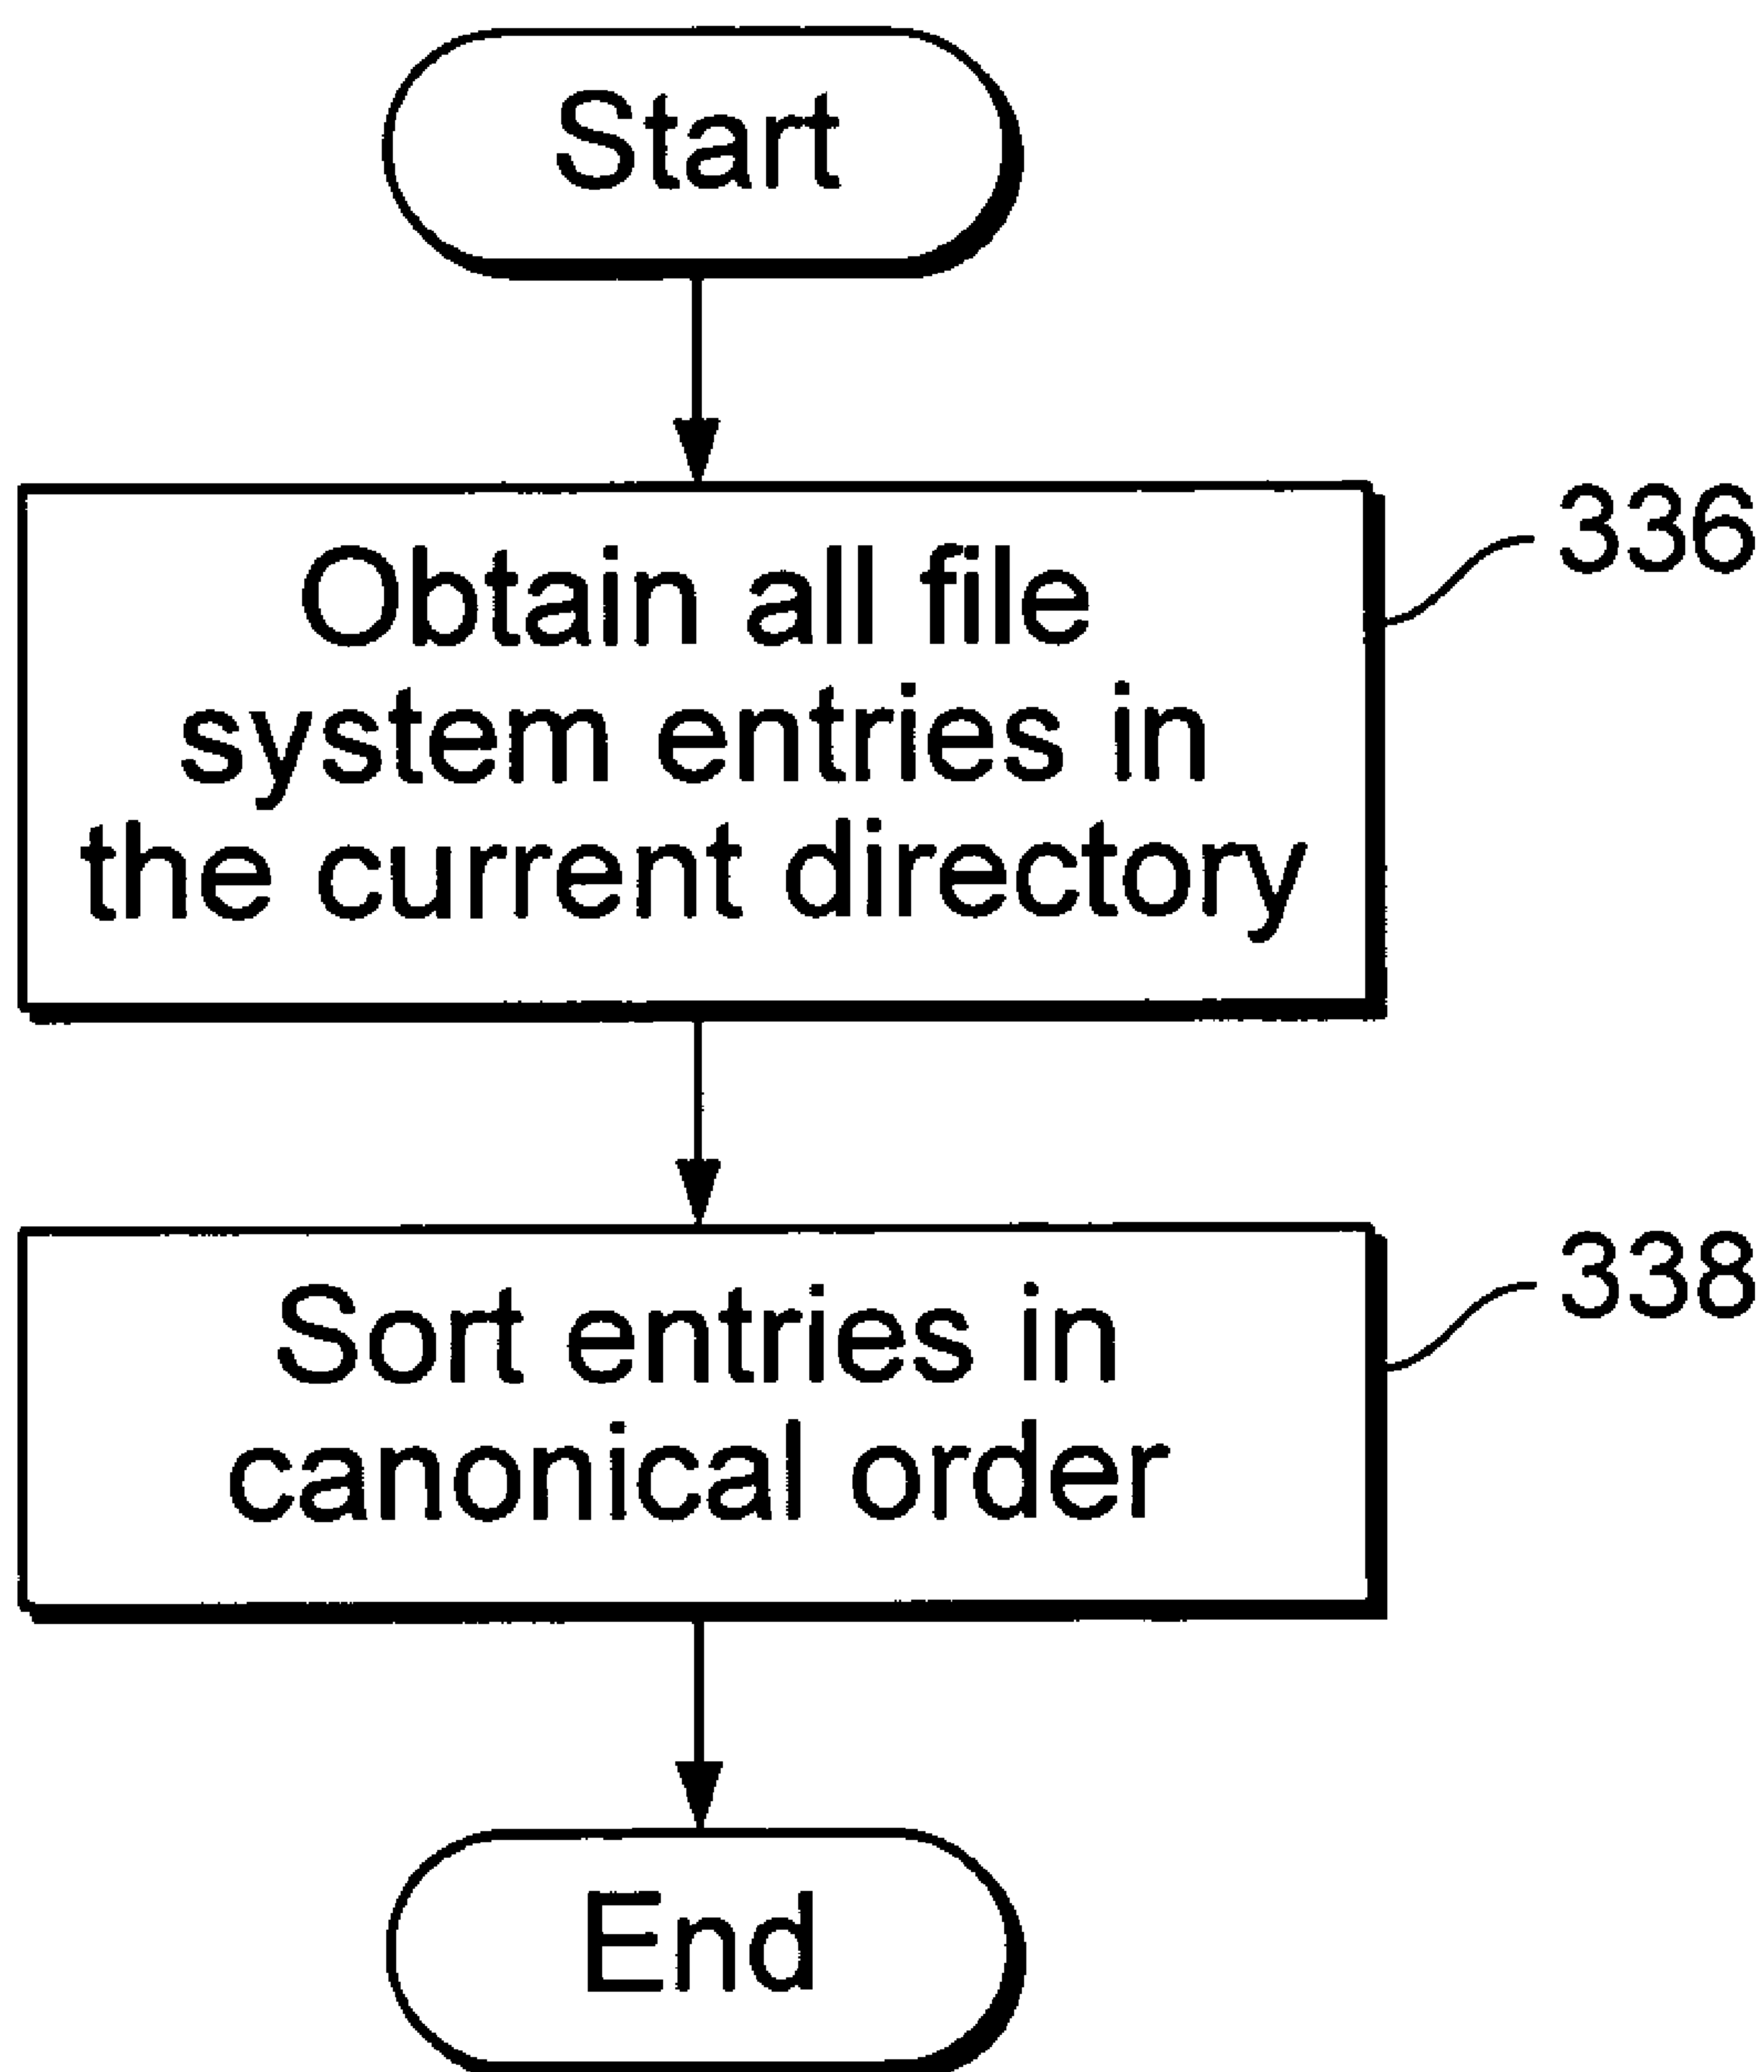 Start
Obtain all file
system entries in
the current directory
336
Sort entries in
canonical order
338
End